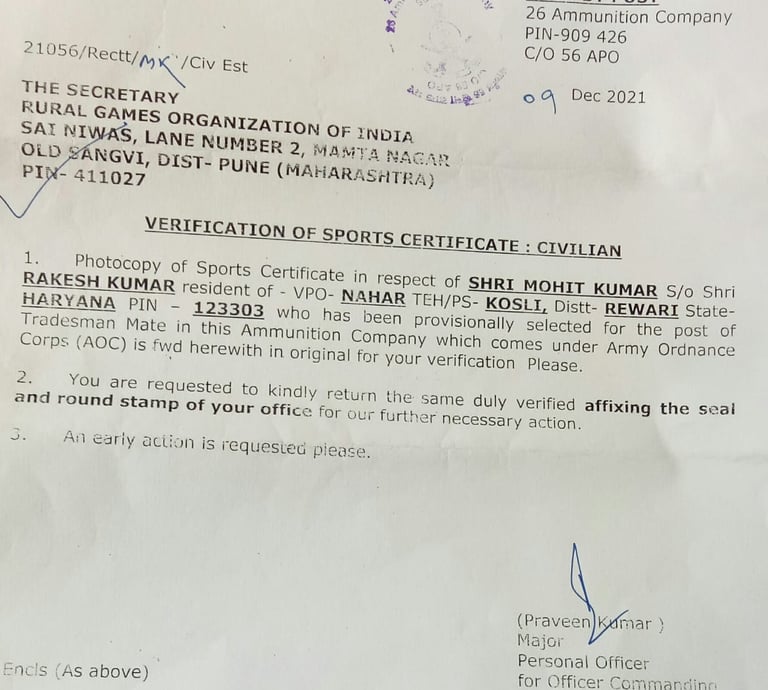 26 Ammunition Company
PIN-909 426
C/O 56 APO
21056/Rectt/MK/Civ Est
09 Dec 2021
THE SECRETARY
RURAL GAMES ORGANIZATION OF INDIA
SAI NIWAS, LANE NUMBER 2, MAMTA NAGAR
OLD SANGVI, DIST- PUNE (MAHARASHTRA)
PIN- 411027
VERIFICATION OF SPORTS CERTIFICATE : CIVILIAN
1. Photocopy of Sports Certificate in respect of SHRI MOHIT KUMAR S/o Shri
RAKESH KUMAR resident of - VPO- NAHAR TEH/PS- KOSLI, Distt- REWARI State-
HARYANA PIN – 123303 who has been provisionally selected for the post of
Tradesman Mate in this Ammunition Company which comes under Army Ordnance
Corps (AOC) is fwd herewith in original for your verification Please.
2. You are requested to kindly return the same duly verified affixing the seal
and round stamp of your office for our further necessary action.
3. An early action is requested please.
(Praveen Kumar )
Major
Personal Officer
for Officer Commanding
Encls (As above)